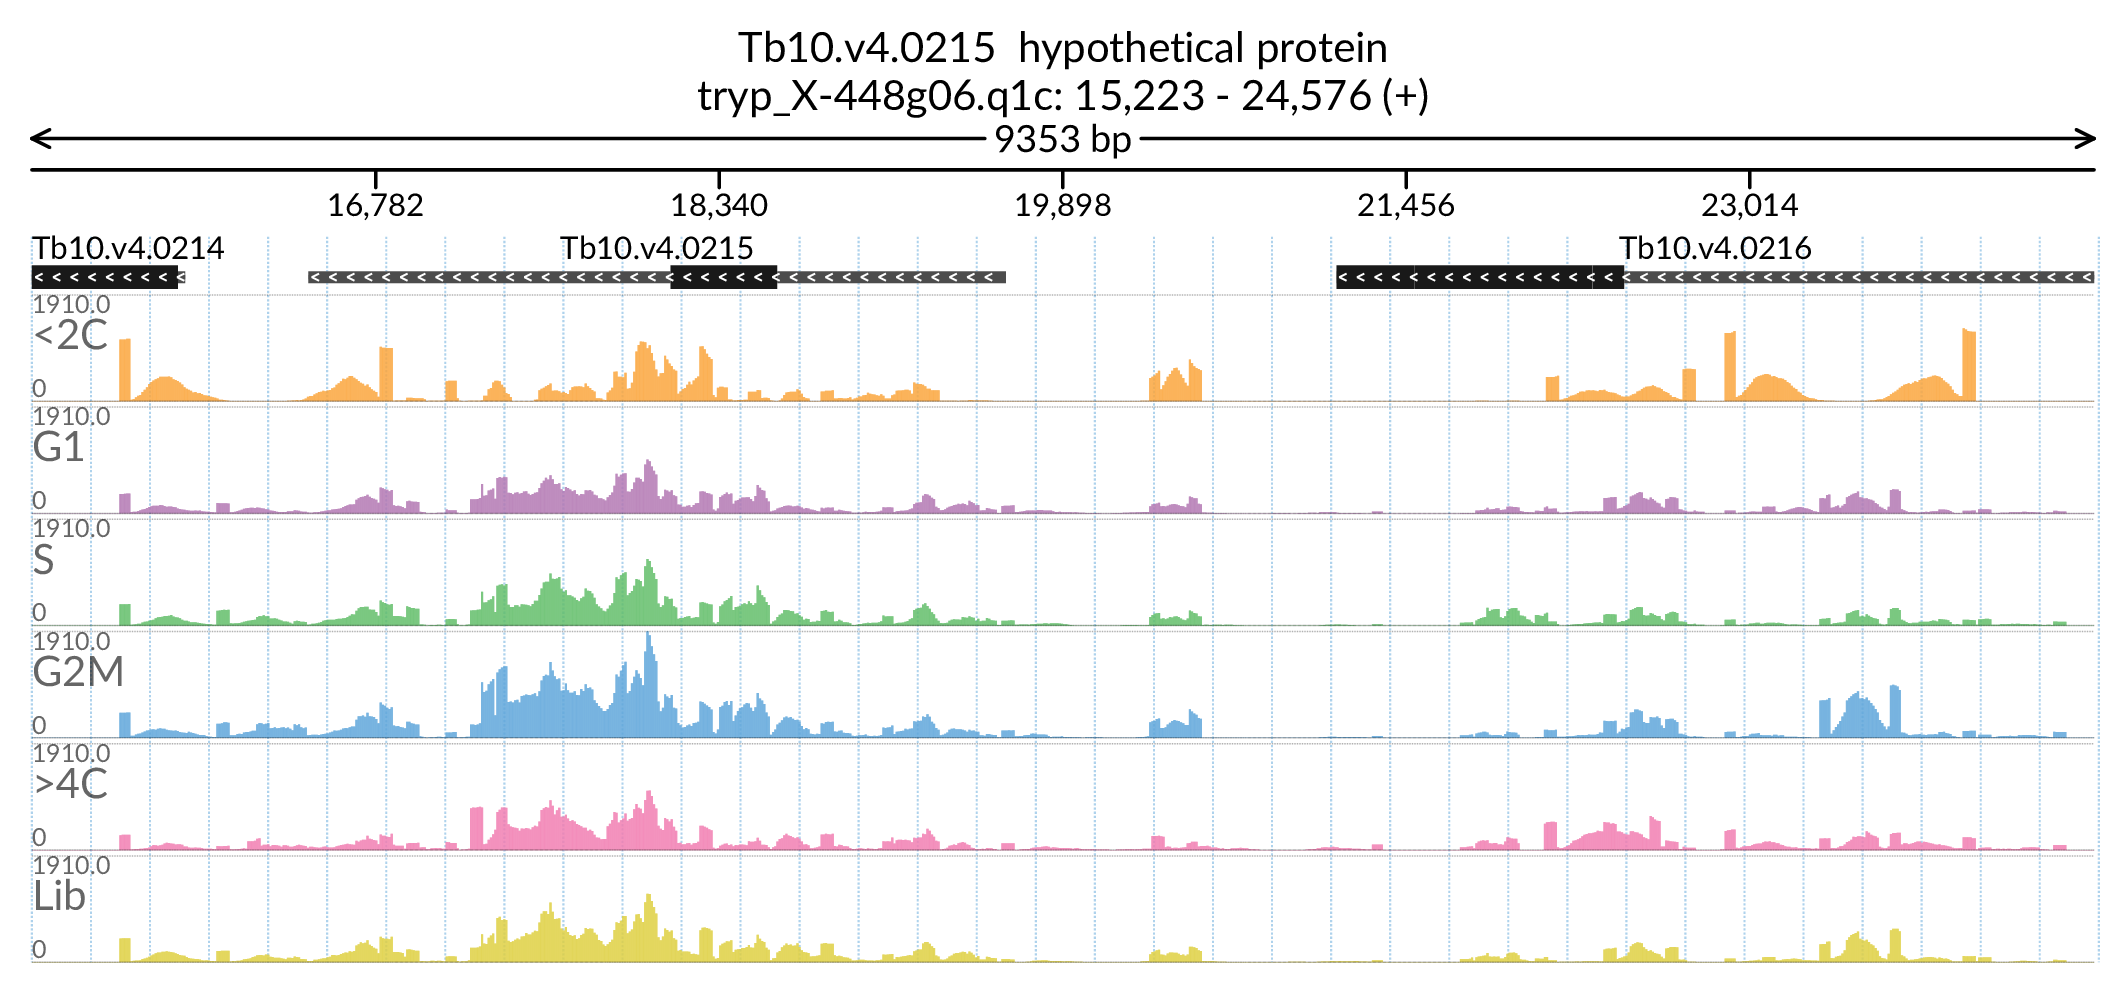 Tb10.v4.0215  hypothetical protein
tryp_X-448g06.q1c: 15,223 - 24,576 (+)
9353 bp
16,782 18,340 19,898 21,456 23,014
Tb10.v4.0214 Tb10.v4.0215 Tb10.v4.0216
1910.0
<2C
0
1910.0
G1
0
1910.0
S
0
1910.0
G2M
0
1910.0
>4C
0
1910.0
Lib
0